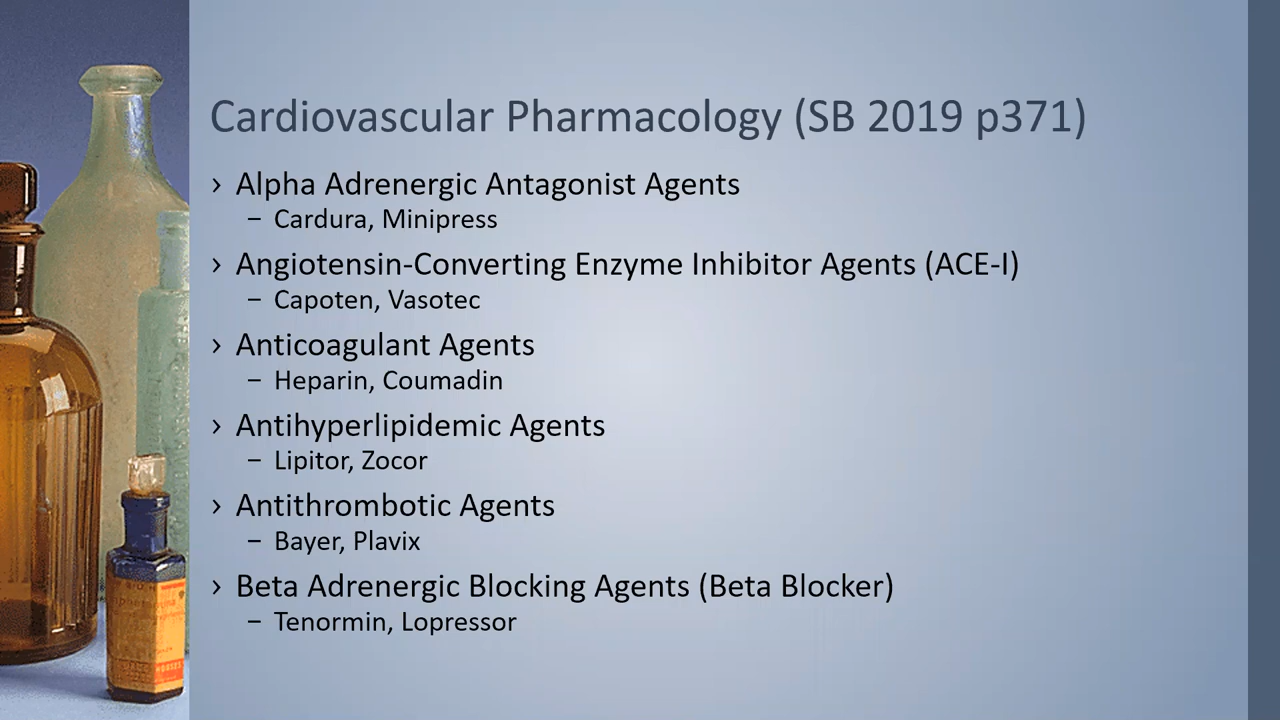 Cardiovascular Pharmacology (SB 2019 p371)
› Alpha Adrenergic Antagonist Agents
– Cardura, Minipress
› Angiotensin-Converting Enzyme Inhibitor Agents (ACE-I)
– Capoten, Vasotec
› Anticoagulant Agents
– Heparin, Coumadin
› Antihyperlipidemic Agents
– Lipitor, Zocor
› Antithrombotic Agents
– Bayer, Plavix
› Beta Adrenergic Blocking Agents (Beta Blocker)
– Tenormin, Lopressor